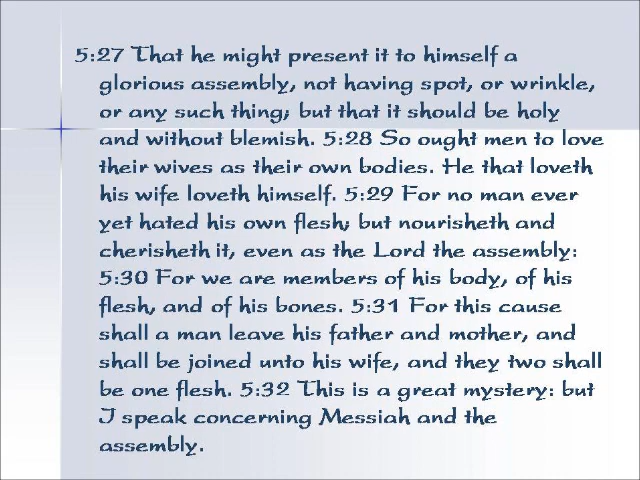 5:27 That he might present it to himself a
glorious assembly, not having spot, or wrinkle,
or any such thing; but that it should be holy
and without blemish. 5:28 So ought men to love
their wives as their own bodies. He that loveth
his wife loveth himself. 5:29 For no man ever
yet hated his own flesh; but nourisheth and
cherisheth it, even as the Lord the assembly:
5:30 For we are members of his body, of his
flesh, and of his bones. 5:31 For this cause
shall a man leave his father and mother, and
shall be joined unto his wife, and they two shall
be one flesh. 5:32 This is a great mystery: but
I speak concerning Messiah and the
assembly.